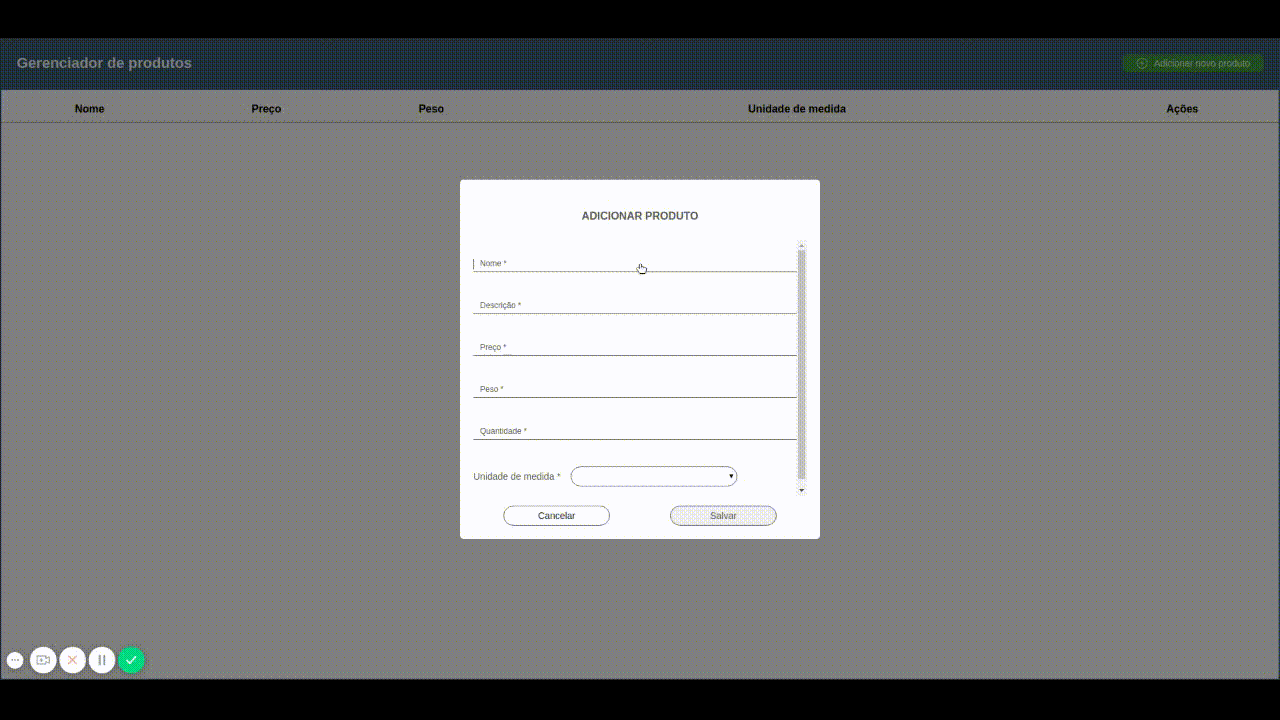 Gerenciador de produtos
Adicionar novo produto
Nome Preço Peso Unidade de medida Ações
ADICIONAR PRODUTO
Nome *
Descrição *
Preço *
Peso *
Quantidade *
Unidade de medida *
Cancelar Salvar